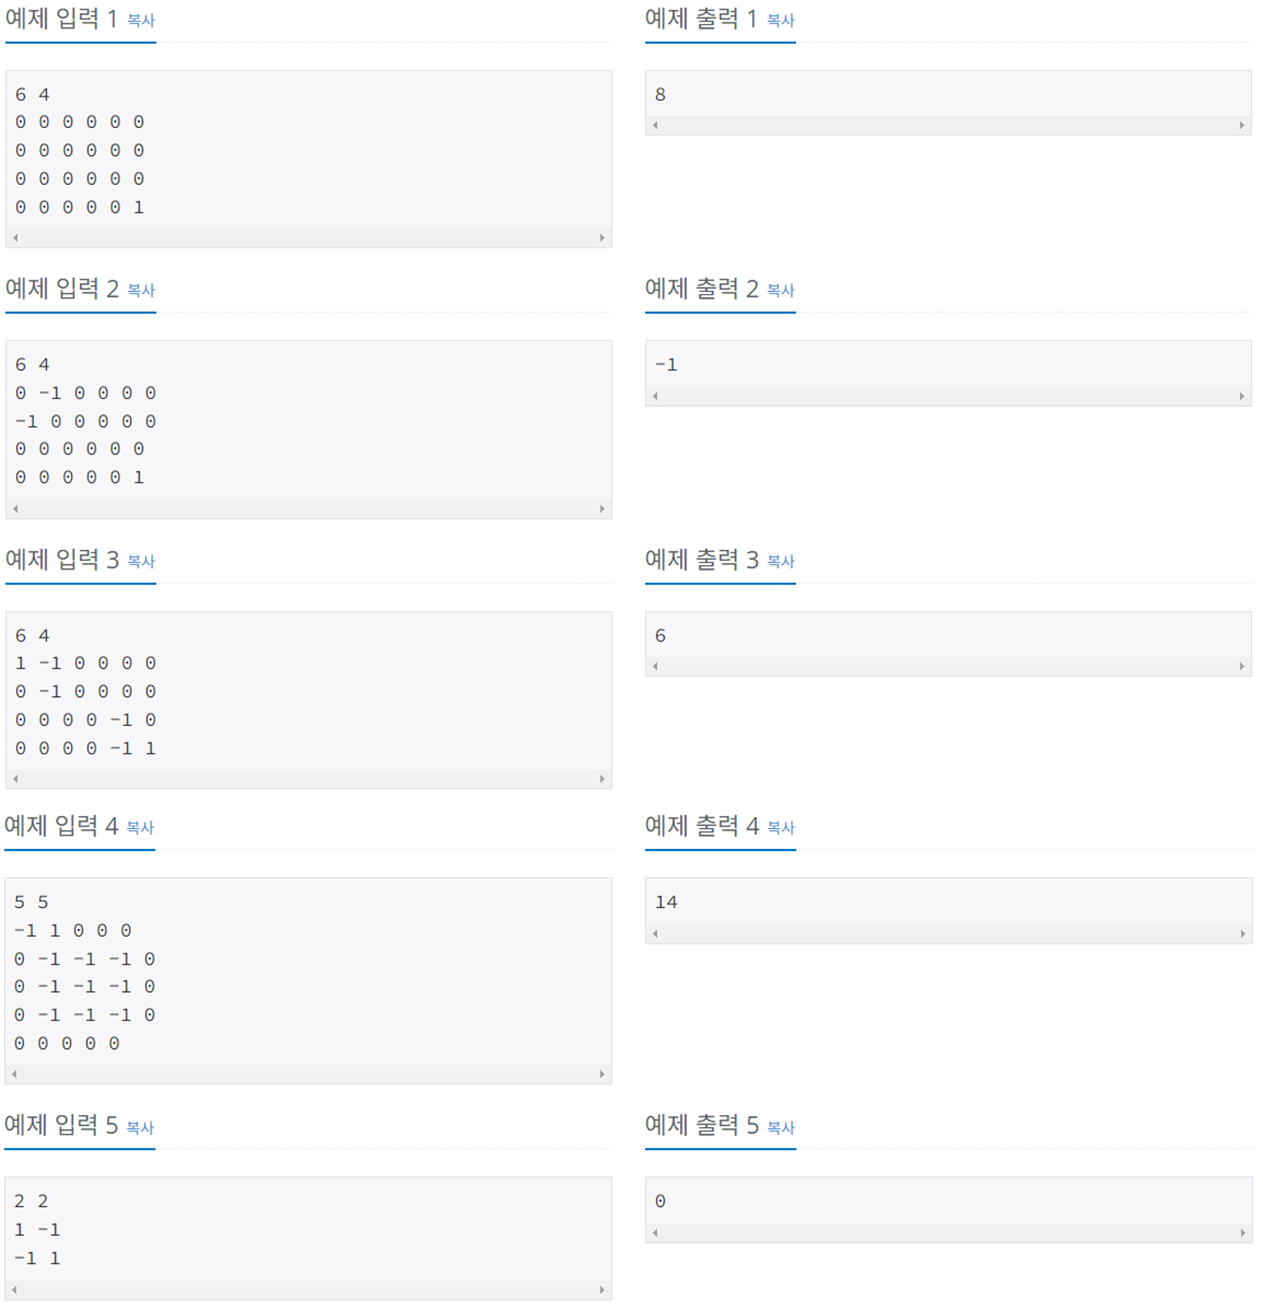 예제 입력 1 복사
6 4
0 0 0 0 0 0
0 0 0 0 0 0
0 0 0 0 0 0
0 0 0 0 0 1
예제 출력 1 복사
8
예제 입력 2 복사
6 4
0 -1 0 0 0 0
-1 0 0 0 0 0
0 0 0 0 0 0
0 0 0 0 0 1
예제 출력 2 복사
-1
예제 입력 3 복사
6 4
1 -1 0 0 0 0
0 -1 0 0 0 0
0 0 0 0 -1 0
0 0 0 0 -1 1
예제 출력 3 복사
6
예제 입력 4 복사
5 5
-1 1 0 0 0
0 -1 -1 -1 0
0 -1 -1 -1 0
0 -1 -1 -1 0
0 0 0 0 0
예제 출력 4 복사
14
예제 입력 5 복사
2 2
1 -1
-1 1
예제 출력 5 복사
0